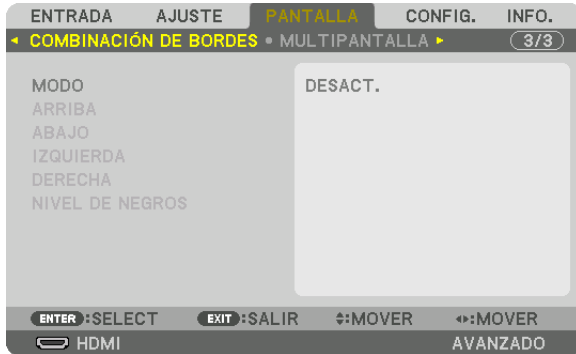 ENTRADA AJUSTE PANTALLA CONFIG. INFO.
COMBINACIÓN DE BORDES • MULTIPANTALLA 3/3
MODO DESACT.
ARRIBA
ABAJO
IZQUIERDA
DERECHA
NIVEL DE NEGROS
ENTER :SELECT EXIT :SALIR :MOVER :MOVER
HDMI AVANZADO